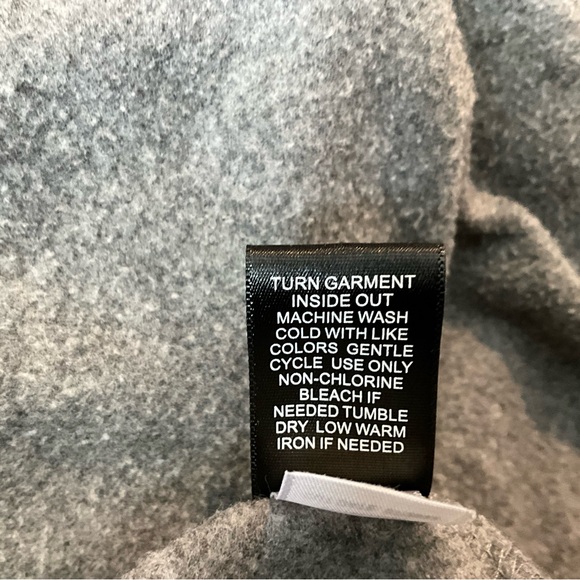 TURN GARMENT
INSIDE OUT
MACHINE WASH
COLD WITH LIKE
COLORS GENTLE
CYCLE USE ONLY
NON-CHLORINE
BLEACH IF
NEEDED TUMBLE
DRY LOW WARM
IRON IF NEEDED